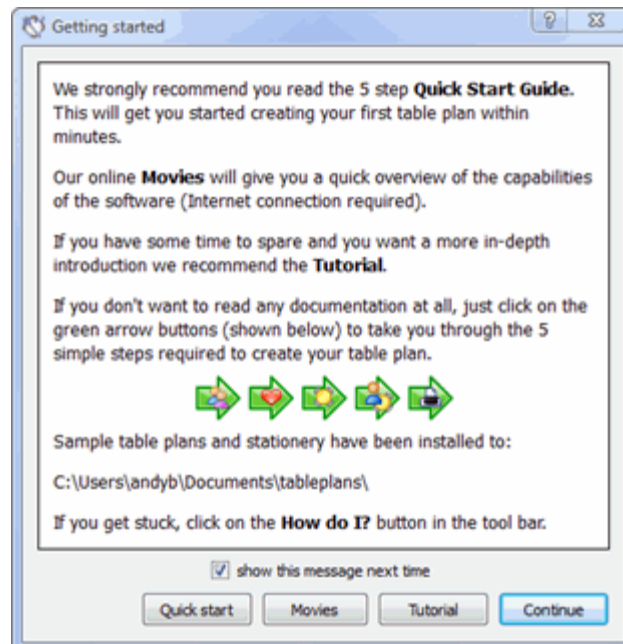 Getting started
We strongly recommend you read the 5 step Quick Start Guide.
This will get you started creating your first table plan within
minutes.
Our online Movies will give you a quick overview of the capabilities
of the software (Internet connection required).
If you have some time to spare and you want a more in-depth
introduction we recommend the Tutorial.
If you don't want to read any documentation at all, just click on the
green arrow buttons (shown below) to take you through the 5
simple steps required to create your table plan.
Sample table plans and stationery have been installed to:
C:\Users\andyb\Documents\tableplans\
If you get stuck, click on the How do I? button in the tool bar.
show this message next time
Quick start Movies Tutorial Continue